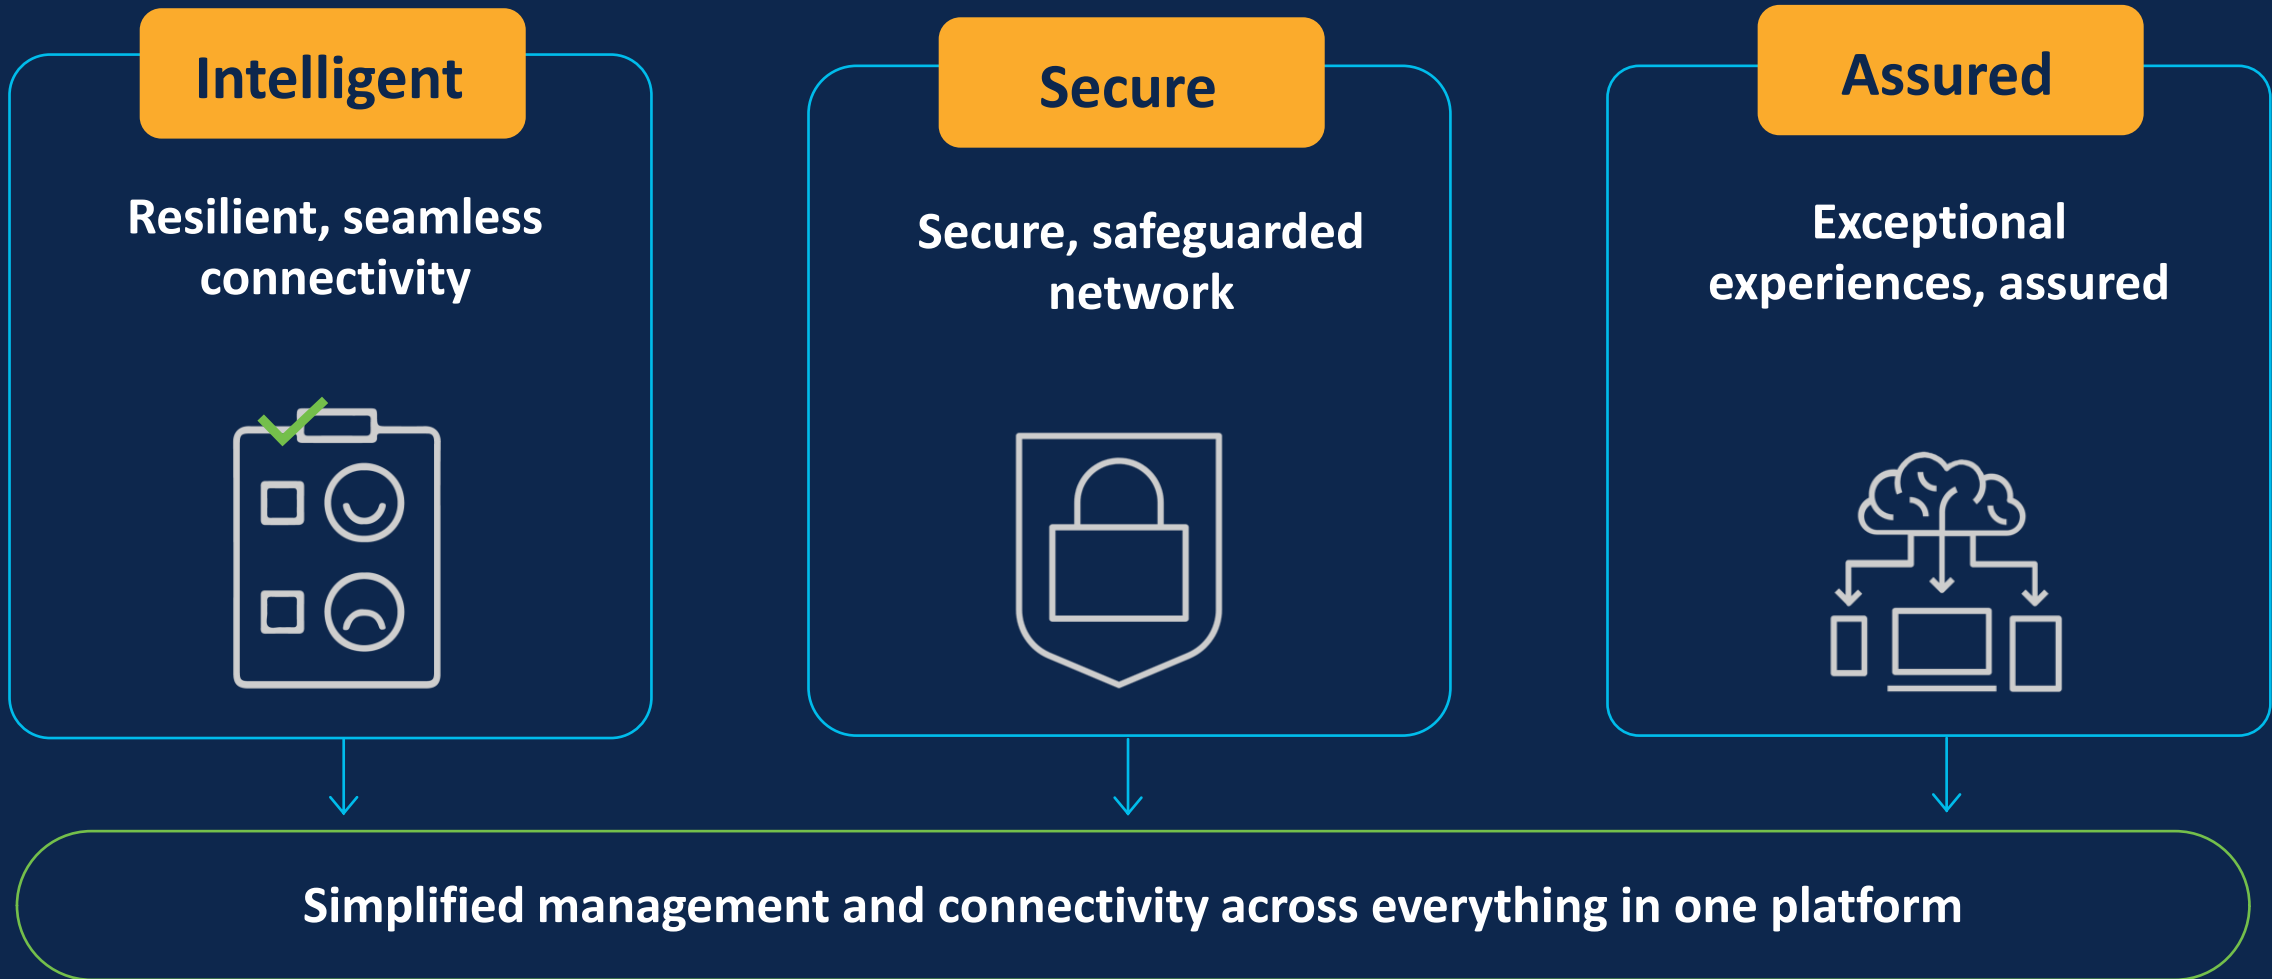 Intelligent
Resilient, seamless
connectivity
Secure
Secure, safeguarded
network
Assured
Exceptional
experiences, assured
Simplified management and connectivity across everything in one platform